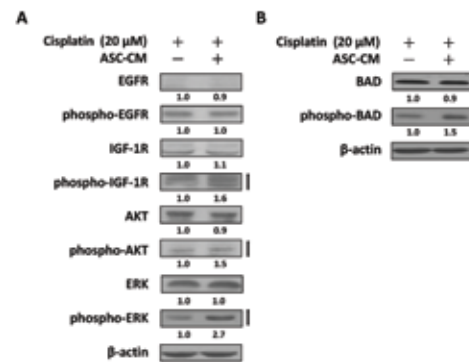 A
Cisplatin (20 μM) + +
ASC-CM − +
EGFR
1.0 0.9
phospho-EGFR
1.0 1.0
IGF-1R
1.0 1.1
phospho-IGF-1R
1.0 1.6
AKT
1.0 0.9
phospho-AKT
1.0 1.5
ERK
1.0 1.0
phospho-ERK
1.0 2.7
β-actin
B
Cisplatin (20 μM) + +
ASC-CM − +
BAD
1.0 0.9
phospho-BAD
1.0 1.5
β-actin